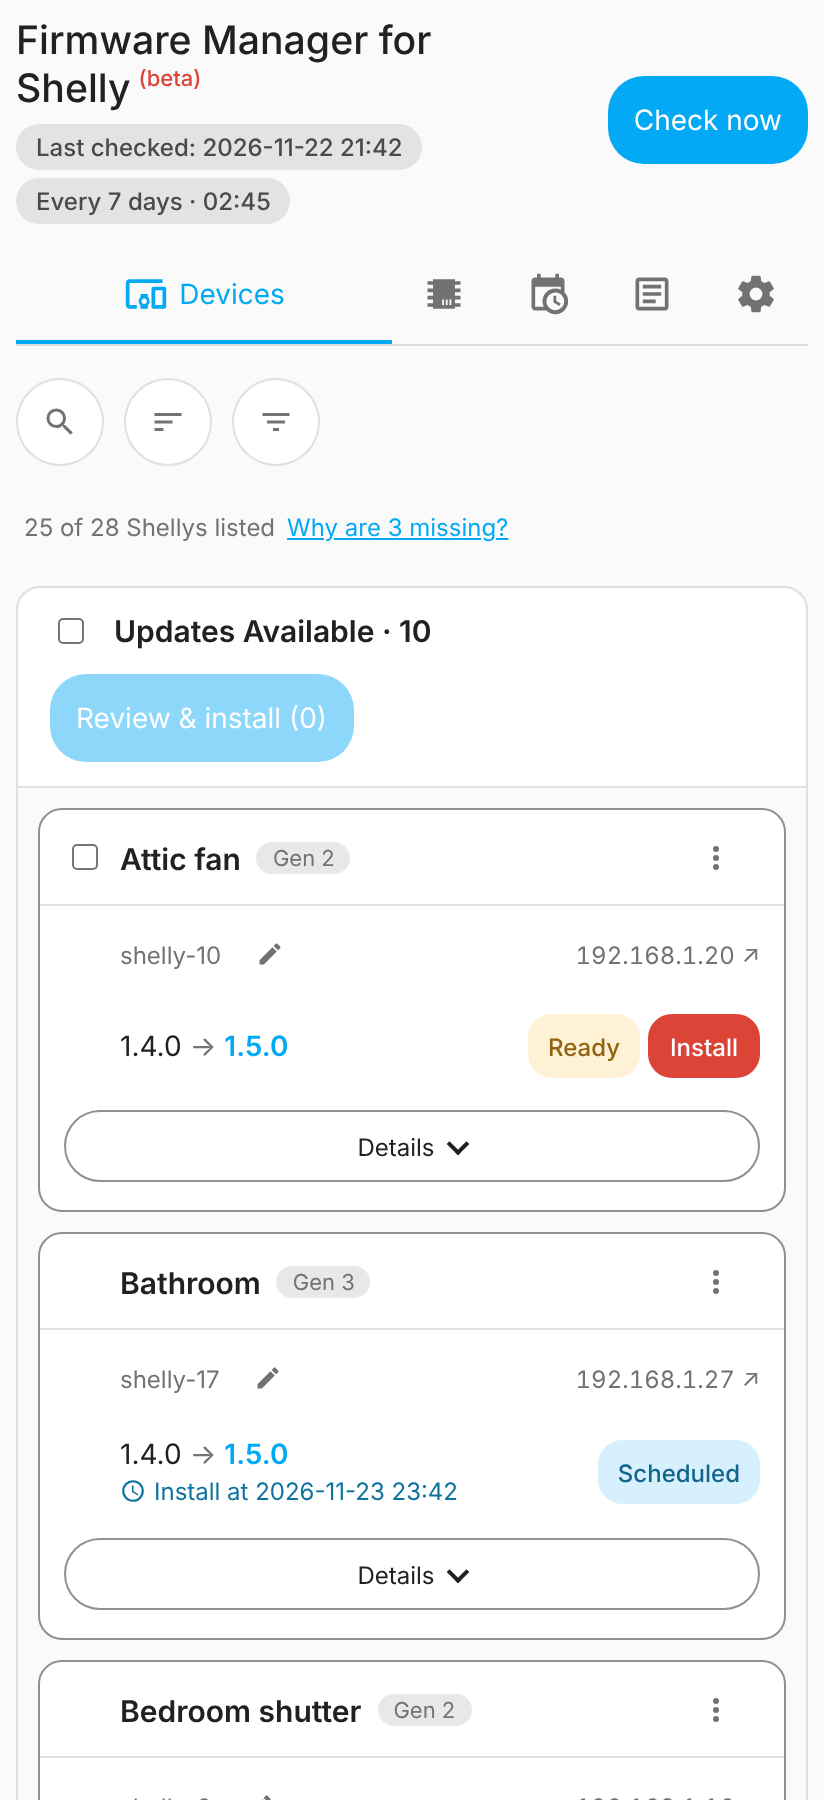 Firmware Manager for
Shelly (beta)
Check now
Last checked: 2026-11-22 21:42
Every 7 days · 02:45
Devices
25 of 28 Shellys listed Why are 3 missing?
Updates Available · 10
Review & install (0)
Attic fan Gen 2
shelly-10 192.168.1.20
1.4.0 → 1.5.0 Ready Install
Details
Bathroom Gen 3
shelly-17 192.168.1.27
1.4.0 → 1.5.0
Install at 2026-11-23 23:42
Scheduled
Details
Bedroom shutter Gen 2